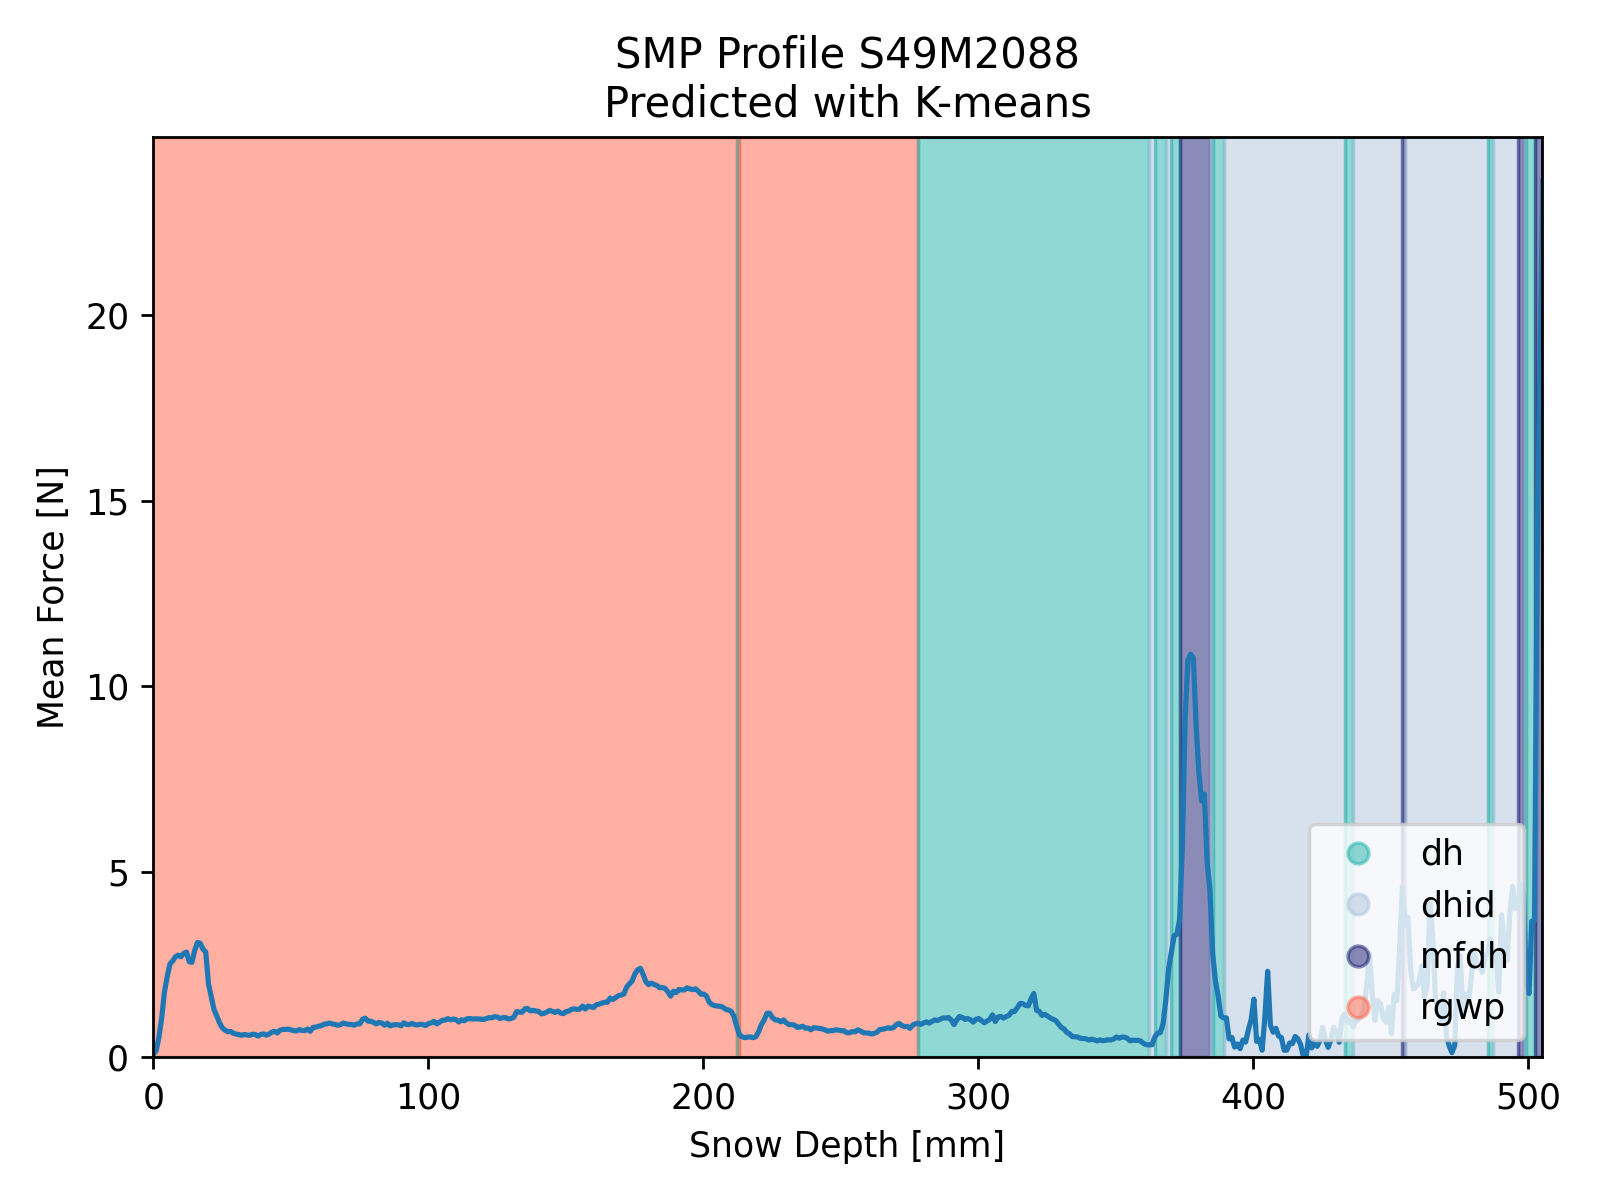 SMP Profile S49M2088
Predicted with K-means
Mean Force [N]
20
15
10
5
0
0 100 200 300 400 500
Snow Depth [mm]
dh
dhid
mfdh
rgwp